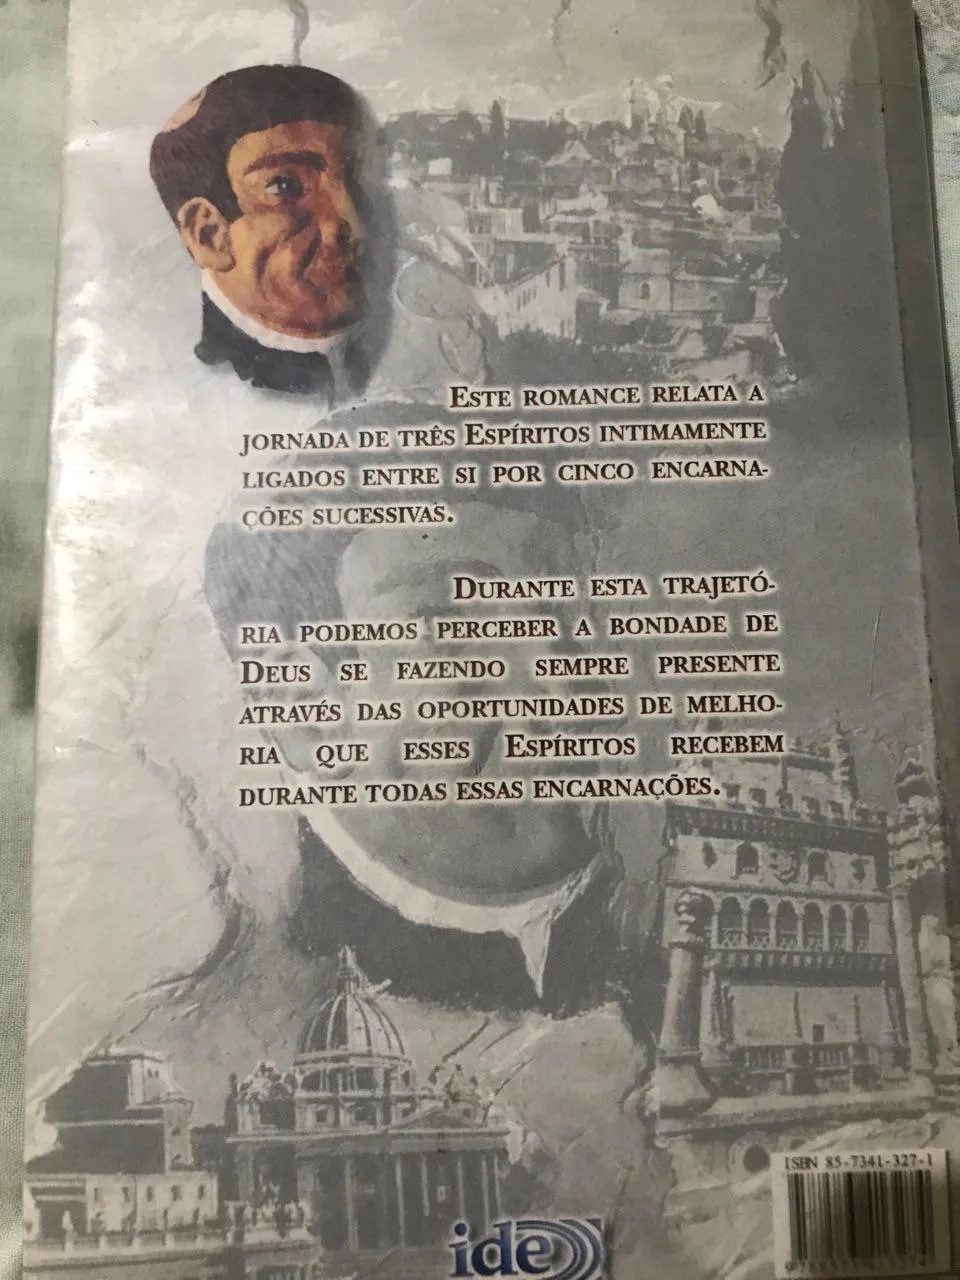 Este romance relata a
jornada de três Espíritos intimamente
ligados entre si por cinco encarna-
ções sucessivas.
Durante esta trajetó-
ria podemos perceber a bondade de
Deus se fazendo sempre presente
através das oportunidades de melho-
ria que esses Espíritos recebem
durante todas essas encarnações.
ISBN 85-7341-327-1
ide